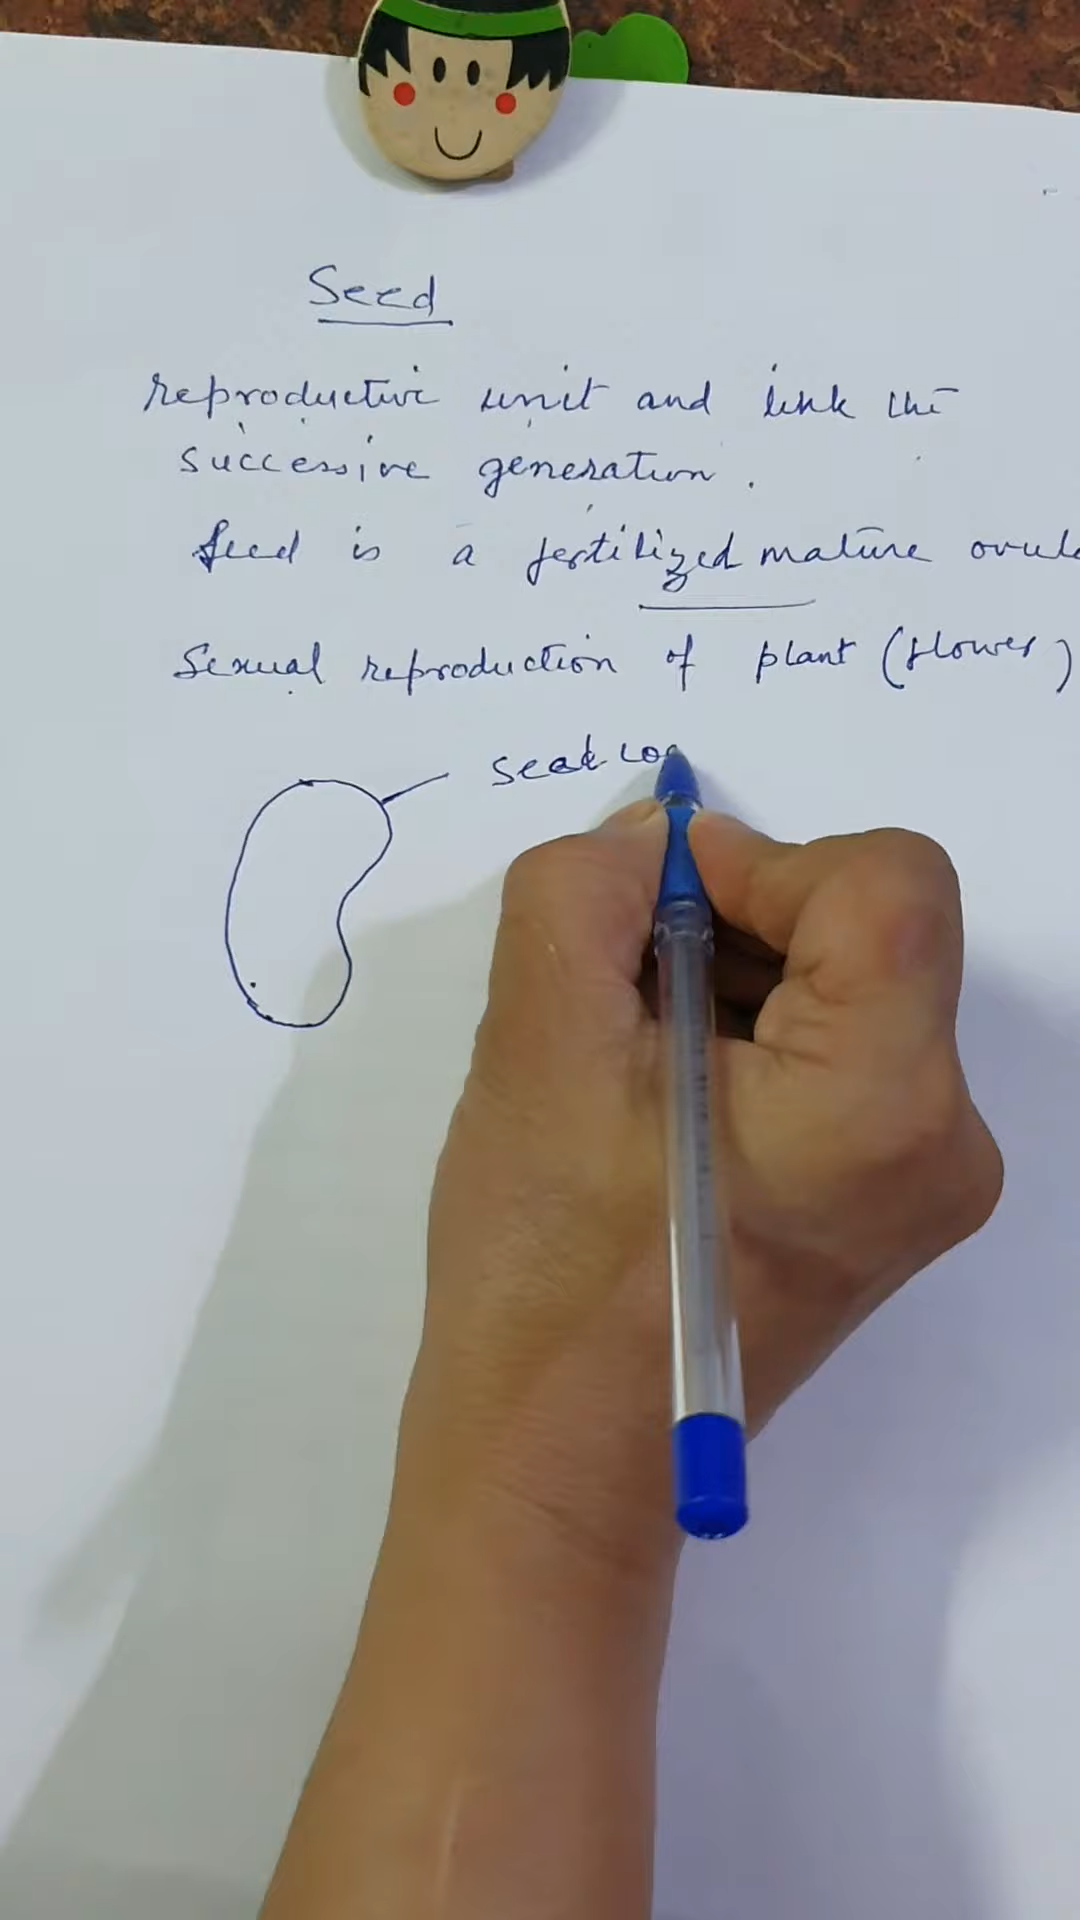 Seed
reproductive unit and link the
successive generation.
Seed is a fertilized mature ovule
Sexual reproduction of plant (flower)
seed coa